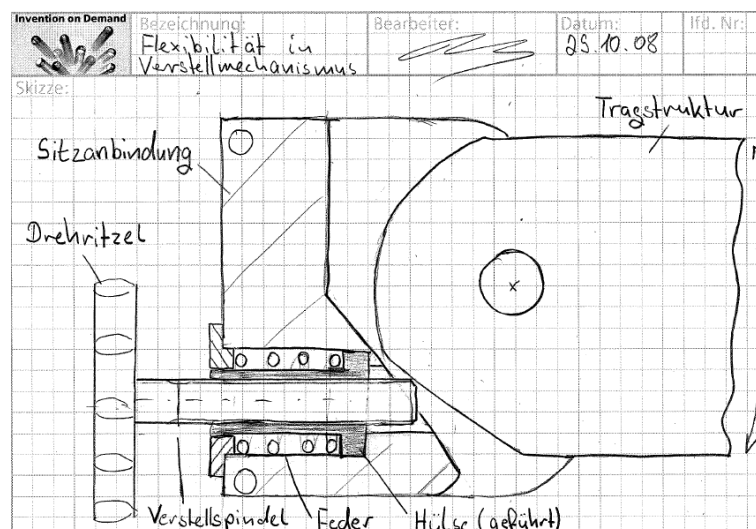 Invention on Demand
Bezeichnung:
Flexibilität in
Verstellmechanismus
Bearbeiter:
Datum:
25.10.08
lfd. Nr:
Skizze:
Tragstruktur
Sitzanbindung
Drehritzel
x
Verstellspindel
Feder
Hülse (geführt)